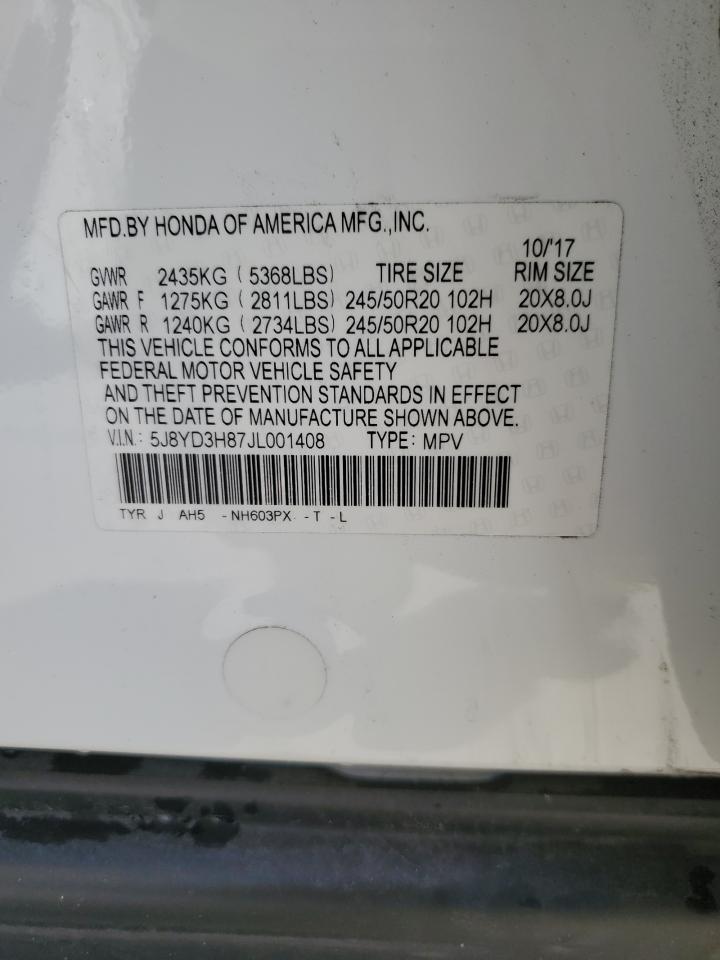 MFD.BY HONDA OF AMERICA MFG.,INC.
10/'17
GVWR 2435KG ( 5368LBS) TIRE SIZE RIM SIZE
GAWR F 1275KG ( 2811LBS) 245/50R20 102H 20X8.0J
GAWR R 1240KG ( 2734LBS) 245/50R20 102H 20X8.0J
THIS VEHICLE CONFORMS TO ALL APPLICABLE
FEDERAL MOTOR VEHICLE SAFETY
AND THEFT PREVENTION STANDARDS IN EFFECT
ON THE DATE OF MANUFACTURE SHOWN ABOVE.
V.I.N.: 5J8YD3H87JL001408 TYPE: MPV
TYR J AH5 -NH603PX -T -L